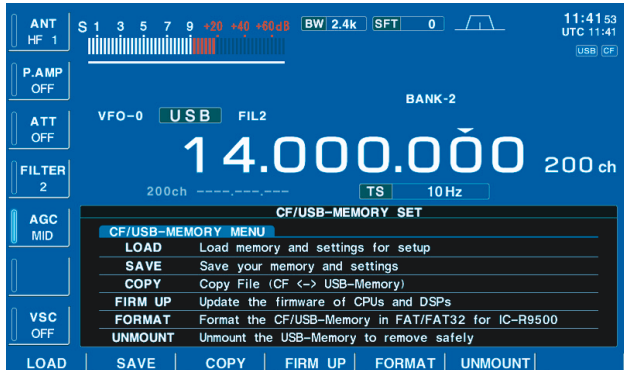 ANT
HF 1
S 1 3 5 7 9 +20 +40 +60dB
BW 2.4k SFT 0
11:41 53
UTC 11:41
USB CF
P.AMP
OFF
BANK-2
ATT
OFF
VFO-0 USB FIL2
14.000.000 200 ch
FILTER
2
200ch ----.---.---
TS 10Hz
AGC
MID
CF/USB-MEMORY SET
CF/USB-MEMORY MENU
LOAD Load memory and settings for setup
SAVE Save your memory and settings
COPY Copy File (CF <-> USB-Memory)
FIRM UP Update the firmware of CPUs and DSPs
FORMAT Format the CF/USB-Memory in FAT/FAT32 for IC-R9500
UNMOUNT Unmount the USB-Memory to remove safely
VSC
OFF
LOAD SAVE COPY FIRM UP FORMAT UNMOUNT